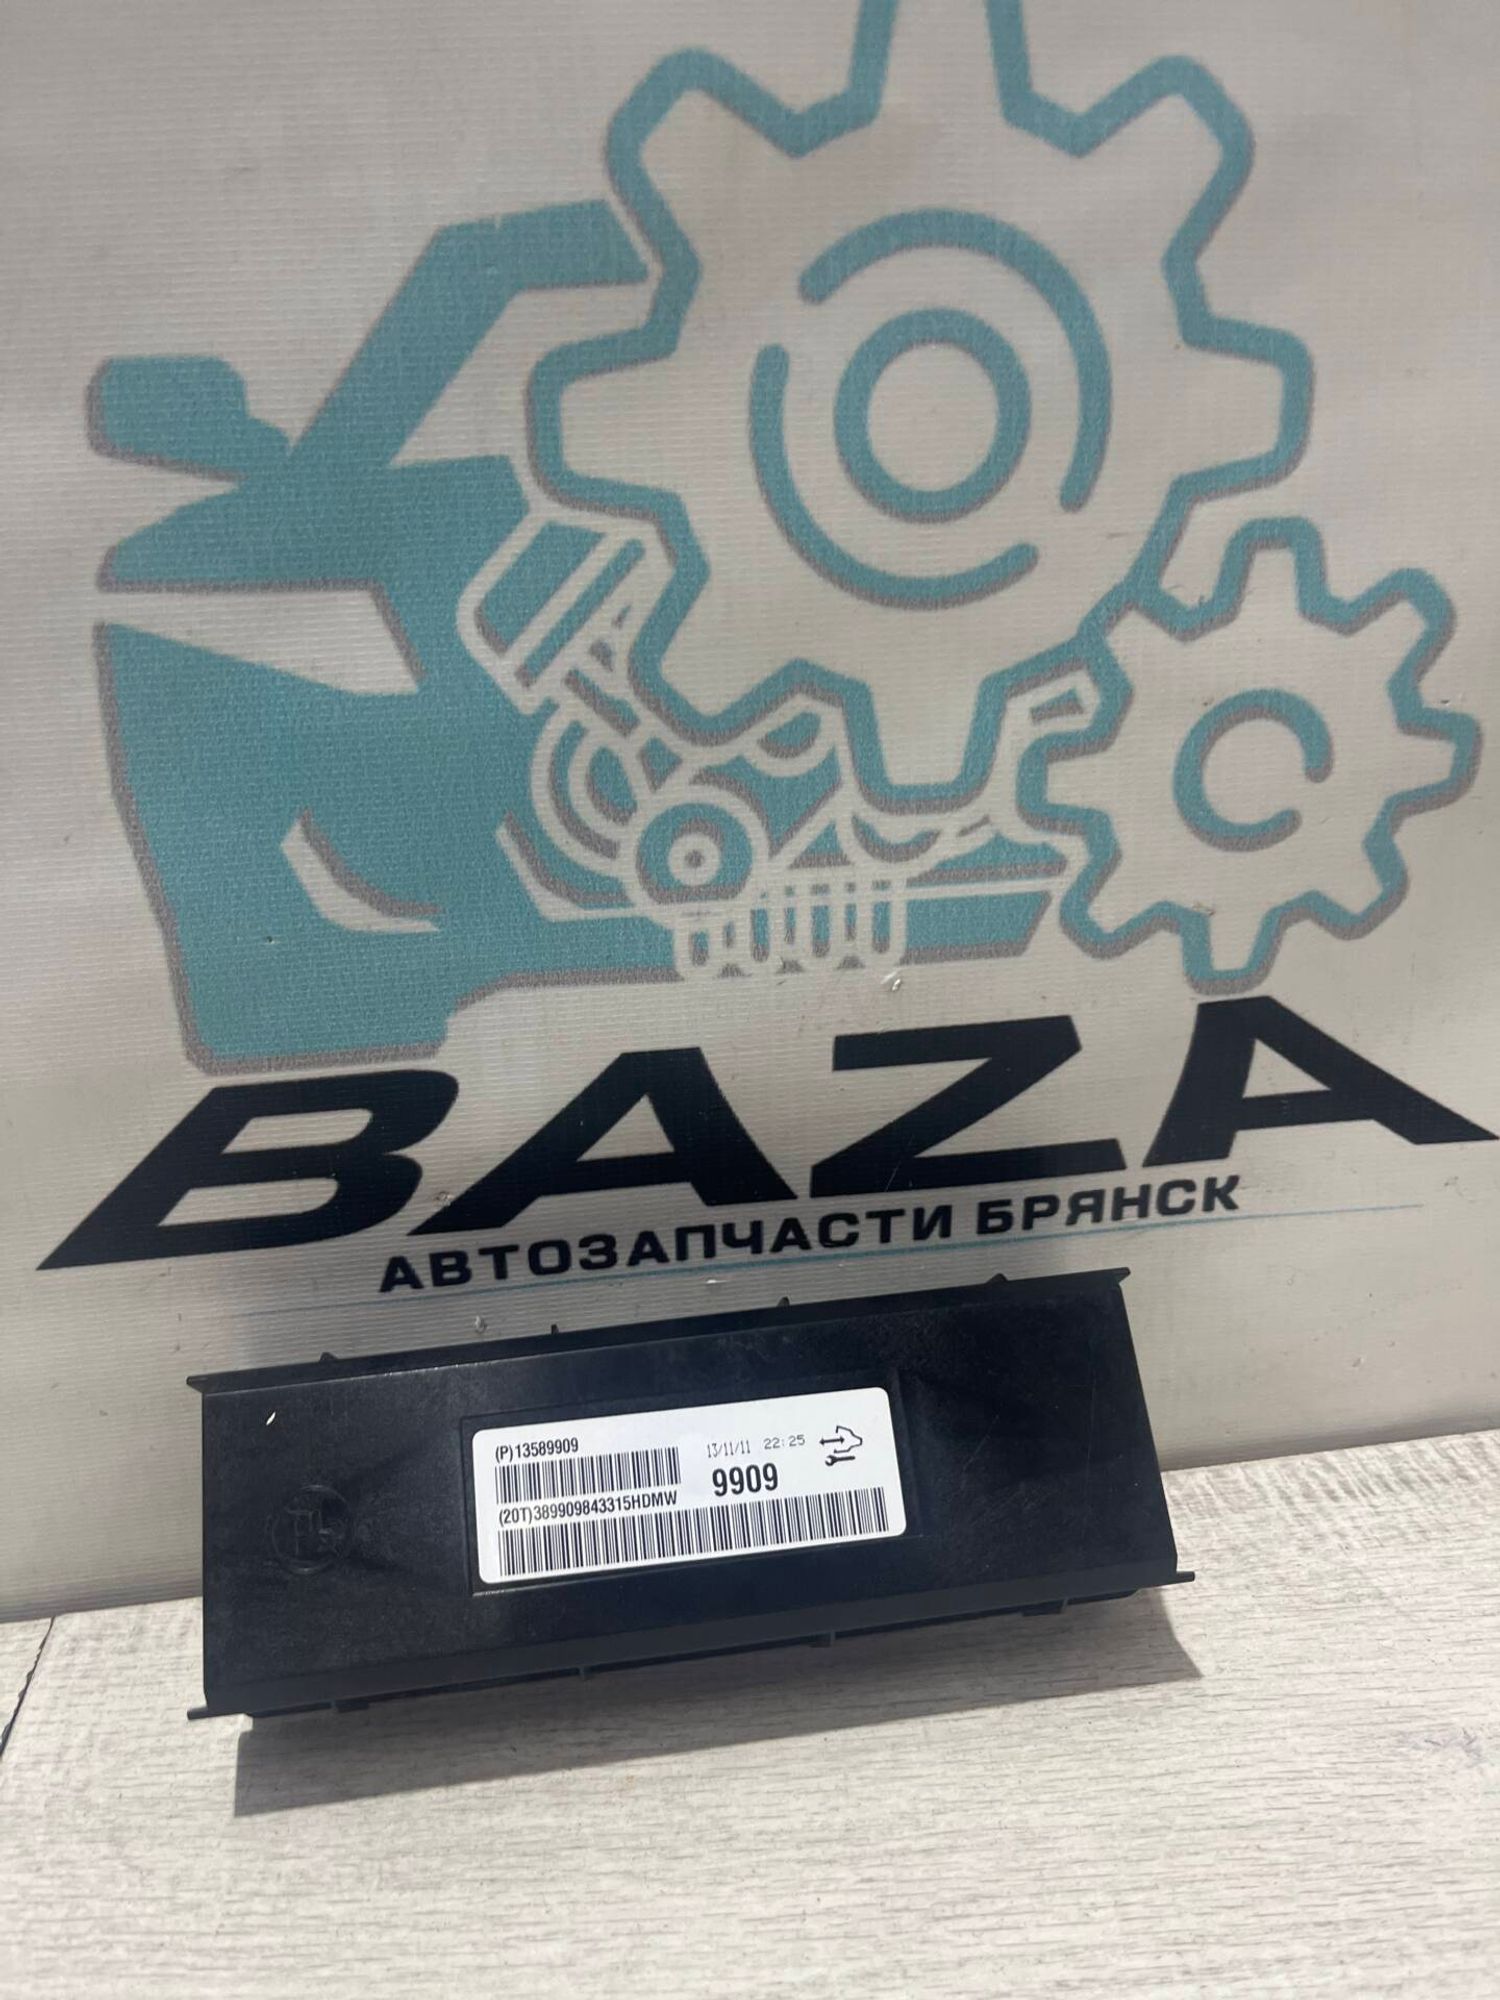 BAZA
АВТОЗАПЧАСТИ БРЯНСК
(P)13589909
13/11/11 22:25
9909
(20T)389909843315HDMW